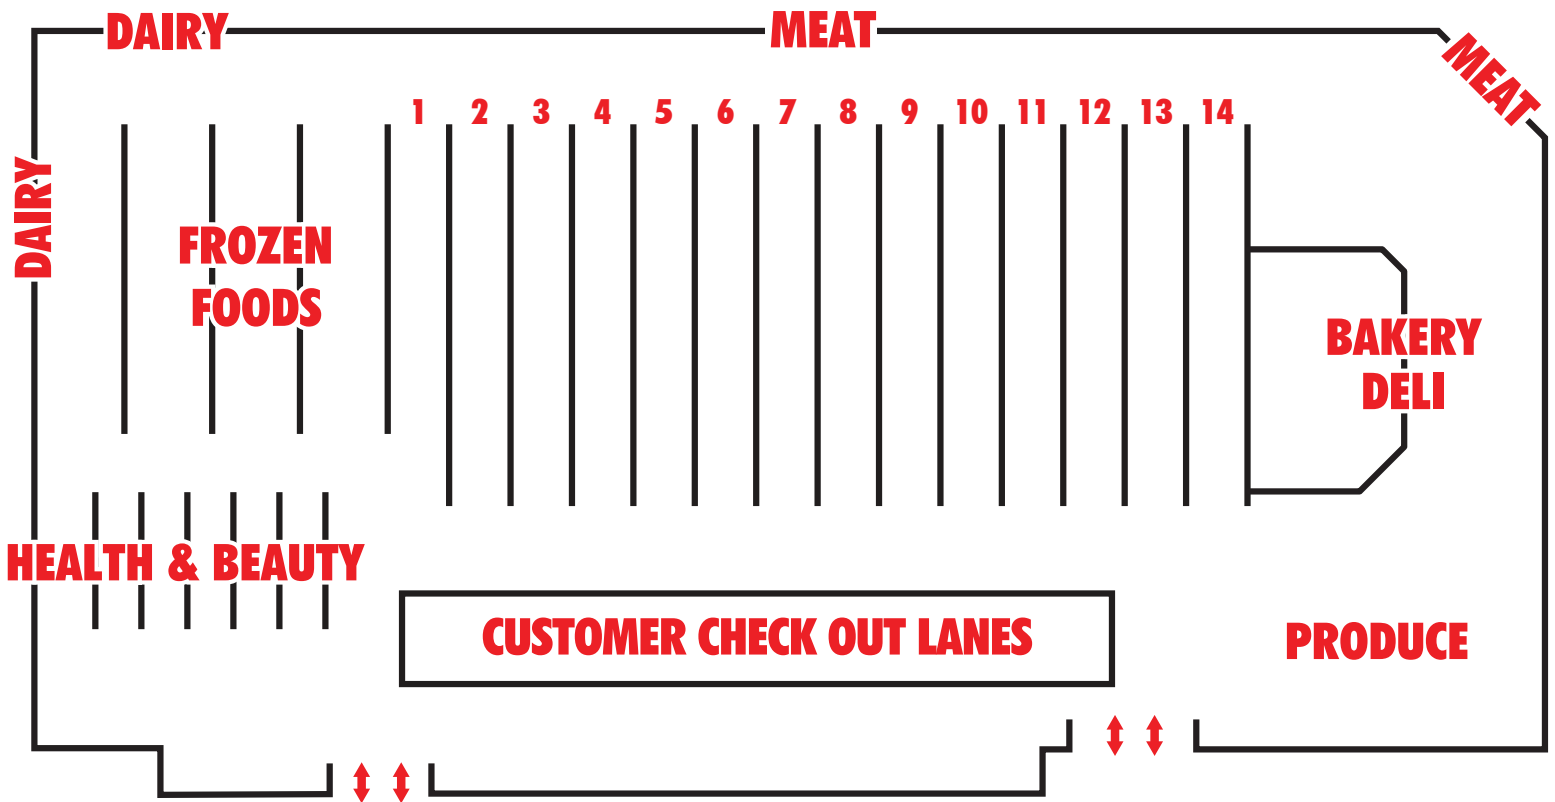 DAIRY
MEAT
MEAT
1 2 3 4 5 6 7 8 9 10 11 12 13 14
DAIRY
FROZEN
FOODS
BAKERY
DELI
HEALTH & BEAUTY
CUSTOMER CHECK OUT LANES
PRODUCE